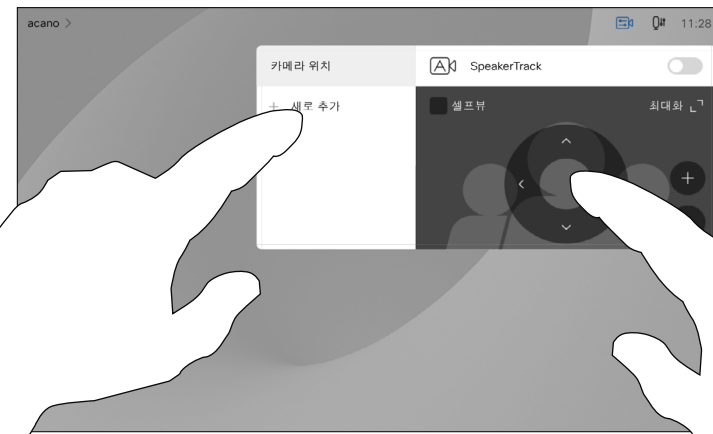 acano >
11:28
카메라 위치
SpeakerTrack
+ 새로 추가
셀프뷰
최대화